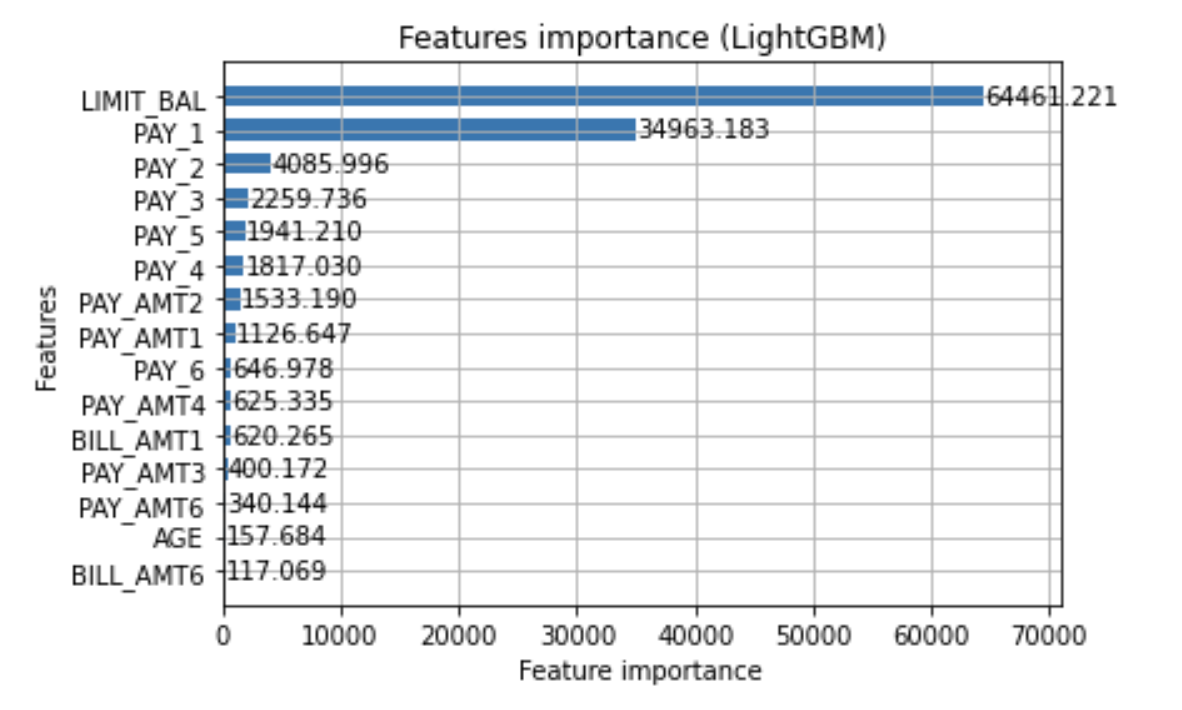 Features importance (LightGBM)
LIMIT_BAL 64461.221
PAY_1 34963.183
PAY_2 4085.996
PAY_3 2259.736
PAY_5 1941.210
PAY_4 1817.030
PAY_AMT2 1533.190
PAY_AMT1 1126.647
PAY_6 646.978
PAY_AMT4 625.335
BILL_AMT1 620.265
PAY_AMT3 400.172
PAY_AMT6 340.144
AGE 157.684
BILL_AMT6 117.069
Features
0 10000 20000 30000 40000 50000 60000 70000
Feature importance